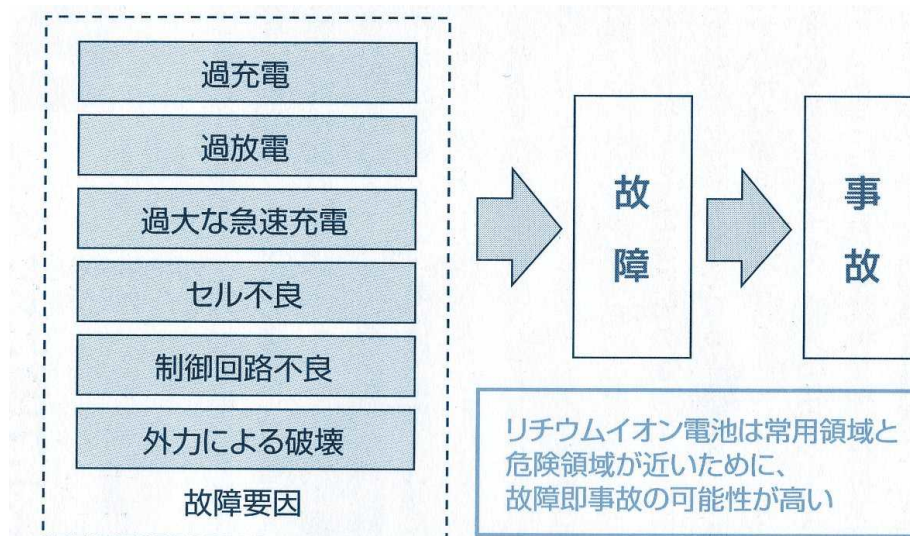 過充電
過放電
過大な急速充電
セル不良
制御回路不良
外力による破壊
故障要因
故障
事故
リチウムイオン電池は常用領域と
危険領域が近いために、
故障即事故の可能性が高い